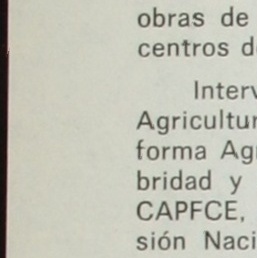 obras de
centros d
Interv
Agricultur
forma Agr
bridad y
CAPFCE,
sión Naci